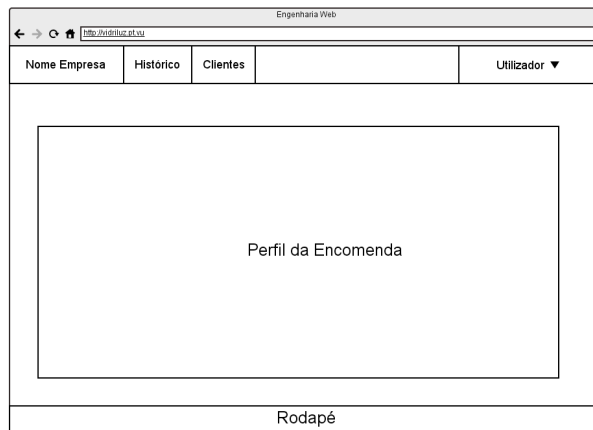 Engenharia Web
http://vidriluz.pt.vu
Nome Empresa Histórico Clientes Utilizador ▼
Perfil da Encomenda
Rodapé